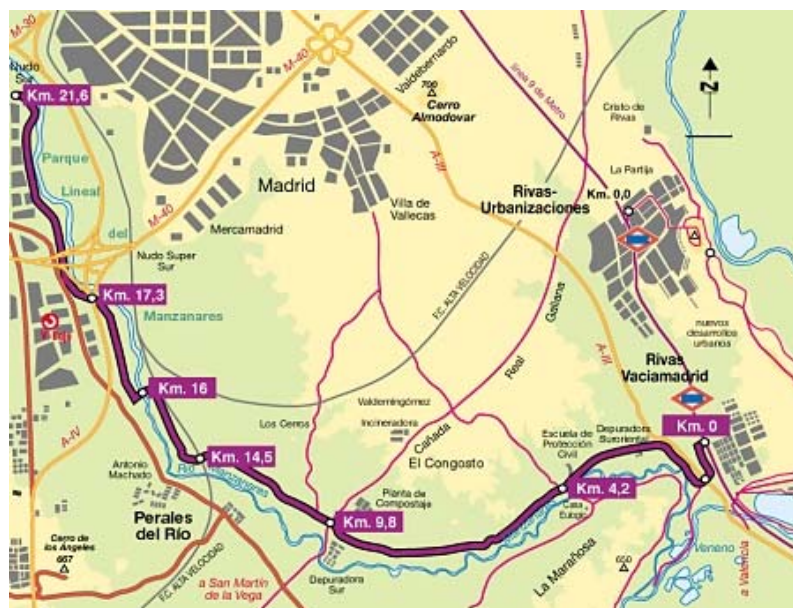 M-30
Nudo
Sur
Km. 21,6
M-40
Valdebernardo
700
Cerro
Almodovar
línea 9 de Metro
N
Cristo de
Rivas
La Partija
Parque
Lineal
del
Manzanares
Madrid
A-III
Rivas-
Urbanizaciones
Km. 0,0
M-40
Mercamadrid
Villa de
Vallecas
Nudo Super
Sur
F.C. ALTA VELOCIDAD
Km. 17,3
Galiana
Real
Cañada
A-III
nuevos
desarrollos
urbanos
Rivas
Vaciamadrid
Km. 16
Km. 0
Valdemingómez
Incineradora
Los Cerros
A-IV
Escuela de
Protección
Civil
Depuradora
Suroriental
Antonio
Machado
Km. 14,5
Río
Manzanares
El Congosto
Km. 4,2
Perales
del Río
Planta de
Compostaje
Km. 9,8
Casa
Eulogio
Cerro de
los Ángeles
667
F.C. ALTA VELOCIDAD
a San Martín
de la Vega
Depuradora
Sur
La Marañosa
650
Veneno
a Valencia